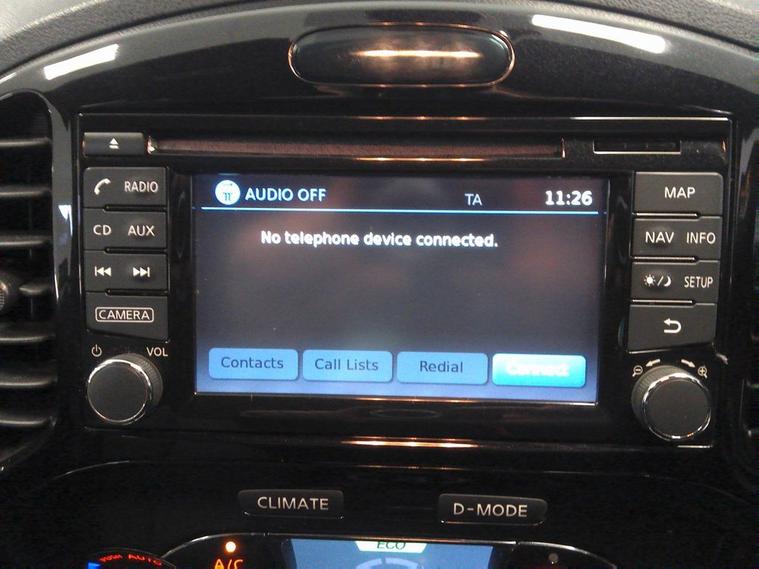 AUDIO OFF TA 11:26
No telephone device connected.
Contacts Call Lists Redial Connect
RADIO
CD AUX
CAMERA
VOL
MAP
NAV INFO
SETUP
CLIMATE D-MODE
AUTO
A/C
ECO